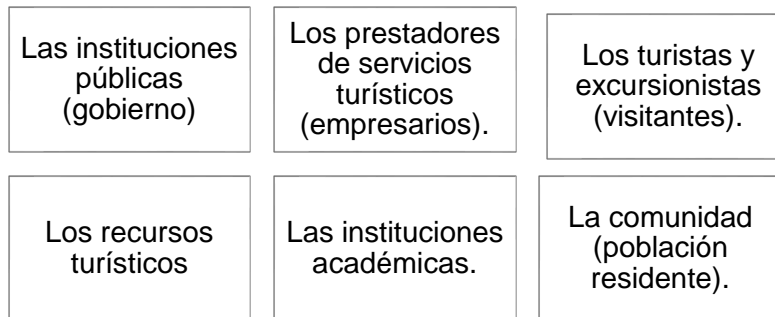 Las instituciones
públicas
(gobierno)
Los prestadores
de servicios
turísticos
(empresarios).
Los turistas y
excursionistas
(visitantes).
Los recursos
turísticos
Las instituciones
académicas.
La comunidad
(población
residente).